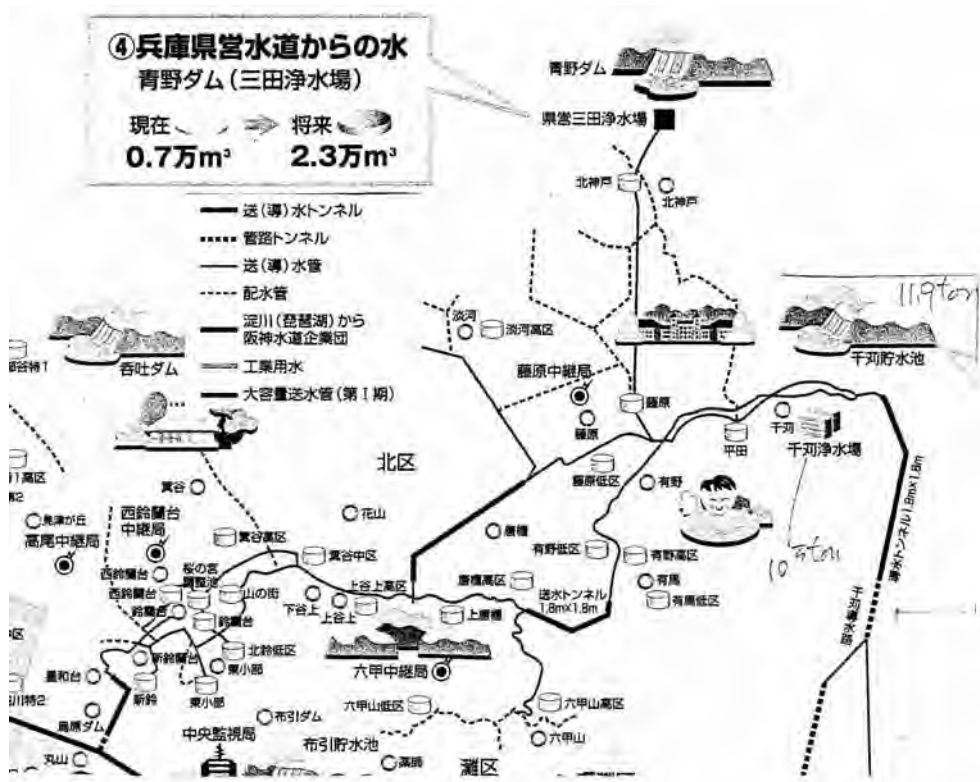 ④兵庫県営水道からの水
青野ダム(三田浄水場)
現在 将来
0.7万m³ 2.3万m³
青野ダム
県営三田浄水場
北神戸
北神戸
送(導)水トンネル
管路トンネル
送(導)水管
配水管
淀川(琵琶湖)から
阪神水道企業団
工業用水
大容量送水管(第Ⅰ期)
呑吐ダム
淡河
淡河高区
藤原中継局
藤原
藤原
11.9
ton
千苅貯水池
平田
千苅
千苅浄水場
北区
藤原低区
有野
箕谷
西鈴蘭台
中継局
花山
唐櫃
導水トンネル1.8m×1.8m
高尾中継局
箕谷高区
箕谷中区
有野低区
有野高区
10
ton
西鈴蘭台
桜の宮
調整池
西鈴蘭台
山の街
下谷上
上谷上
上谷上高区
唐櫃高区
送水トンネル
1.8m×1.8m
有馬
有馬低区
千苅導水路
鈴蘭台
鈴蘭台
上唐櫃
新鈴蘭台
北鈴低区
東小部
六甲中継局
星和台
新鈴
東小部
六甲山低区
六甲山高区
烏原ダム
中央監視局
布引ダム
布引貯水池
六甲山
丸山
薬師
灘区